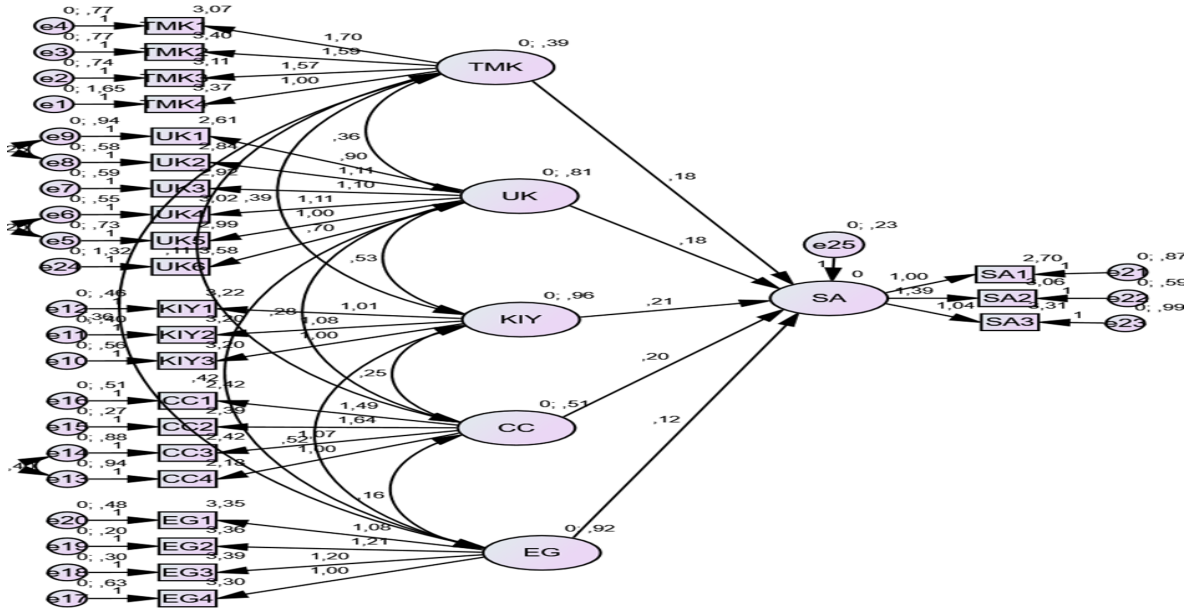 0; ,77 e4 1 TMK1 3,07
0; ,77 e3 1 TMK2 3,40
0; ,74 e2 1 TMK3 3,11
0; 1,65 e1 1 TMK4 3,37
1,70
1,59
1,57
1,00
0; ,39
TMK
0; ,94 e9 1 UK1 2,61
0; ,58 e8 1 UK2 2,84
0; ,59 e7 1 UK3 2,92
0; ,55 e6 1 UK4 3,02
0; ,73 e5 1 UK5 2,99
0; 1,32 e24 1 UK6 3,58
,36
,90
1,11
1,10
1,11
1,00
,70
,39
,11
0; ,81
UK
,18
,18
,53
0; ,46 e12 1 KIY1 3,22
e11 1 KIY2
0; ,56 e10 1 KIY3 3,20
1,01
1,08
1,00
,28
0; ,96
KIY
,21
0; ,23
e25
1
0
SA
1,00
1,39
1,04
2,70 SA1 1 e21 0; ,87
3,06 SA2 1 e22 0; ,59
3,31 SA3 1 e23 0; ,99
,25
,42
,20
0; ,51 e16 1 CC1 2,42
0; ,27 e15 1 CC2 2,39
0; ,88 e14 1 CC3 2,42
0; ,94 e13 1 CC4 2,18
1,49
1,64
1,07
1,00
,52
0; ,51
CC
,12
,16
0; ,48 e20 1 EG1 3,35
0; ,20 e19 1 EG2 3,36
0; ,30 e18 1 EG3 3,39
0; ,63 e17 1 EG4 3,30
1,08
1,21
1,20
1,00
0; ,92
EG